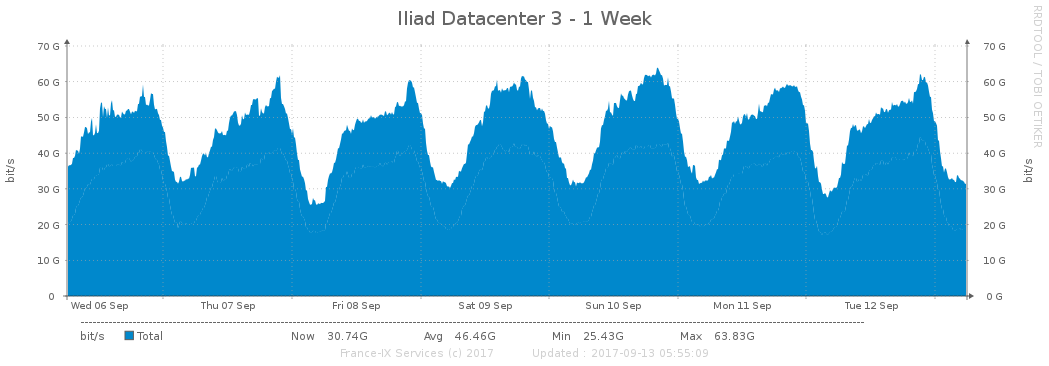 Iliad Datacenter 3 - 1 Week
RRDTOOL / TOBI OETIKER
70 G 70 G
60 G 60 G
50 G 50 G
40 G 40 G
30 G 30 G
20 G 20 G
10 G 10 G
0 0 G
bit/s bit/s
Wed 06 Sep Thu 07 Sep Fri 08 Sep Sat 09 Sep Sun 10 Sep Mon 11 Sep Tue 12 Sep
bit/s Total Now 30.74G Avg 46.46G Min 25.43G Max 63.83G
France-IX Services (c) 2017 Updated : 2017-09-13 05:55:09